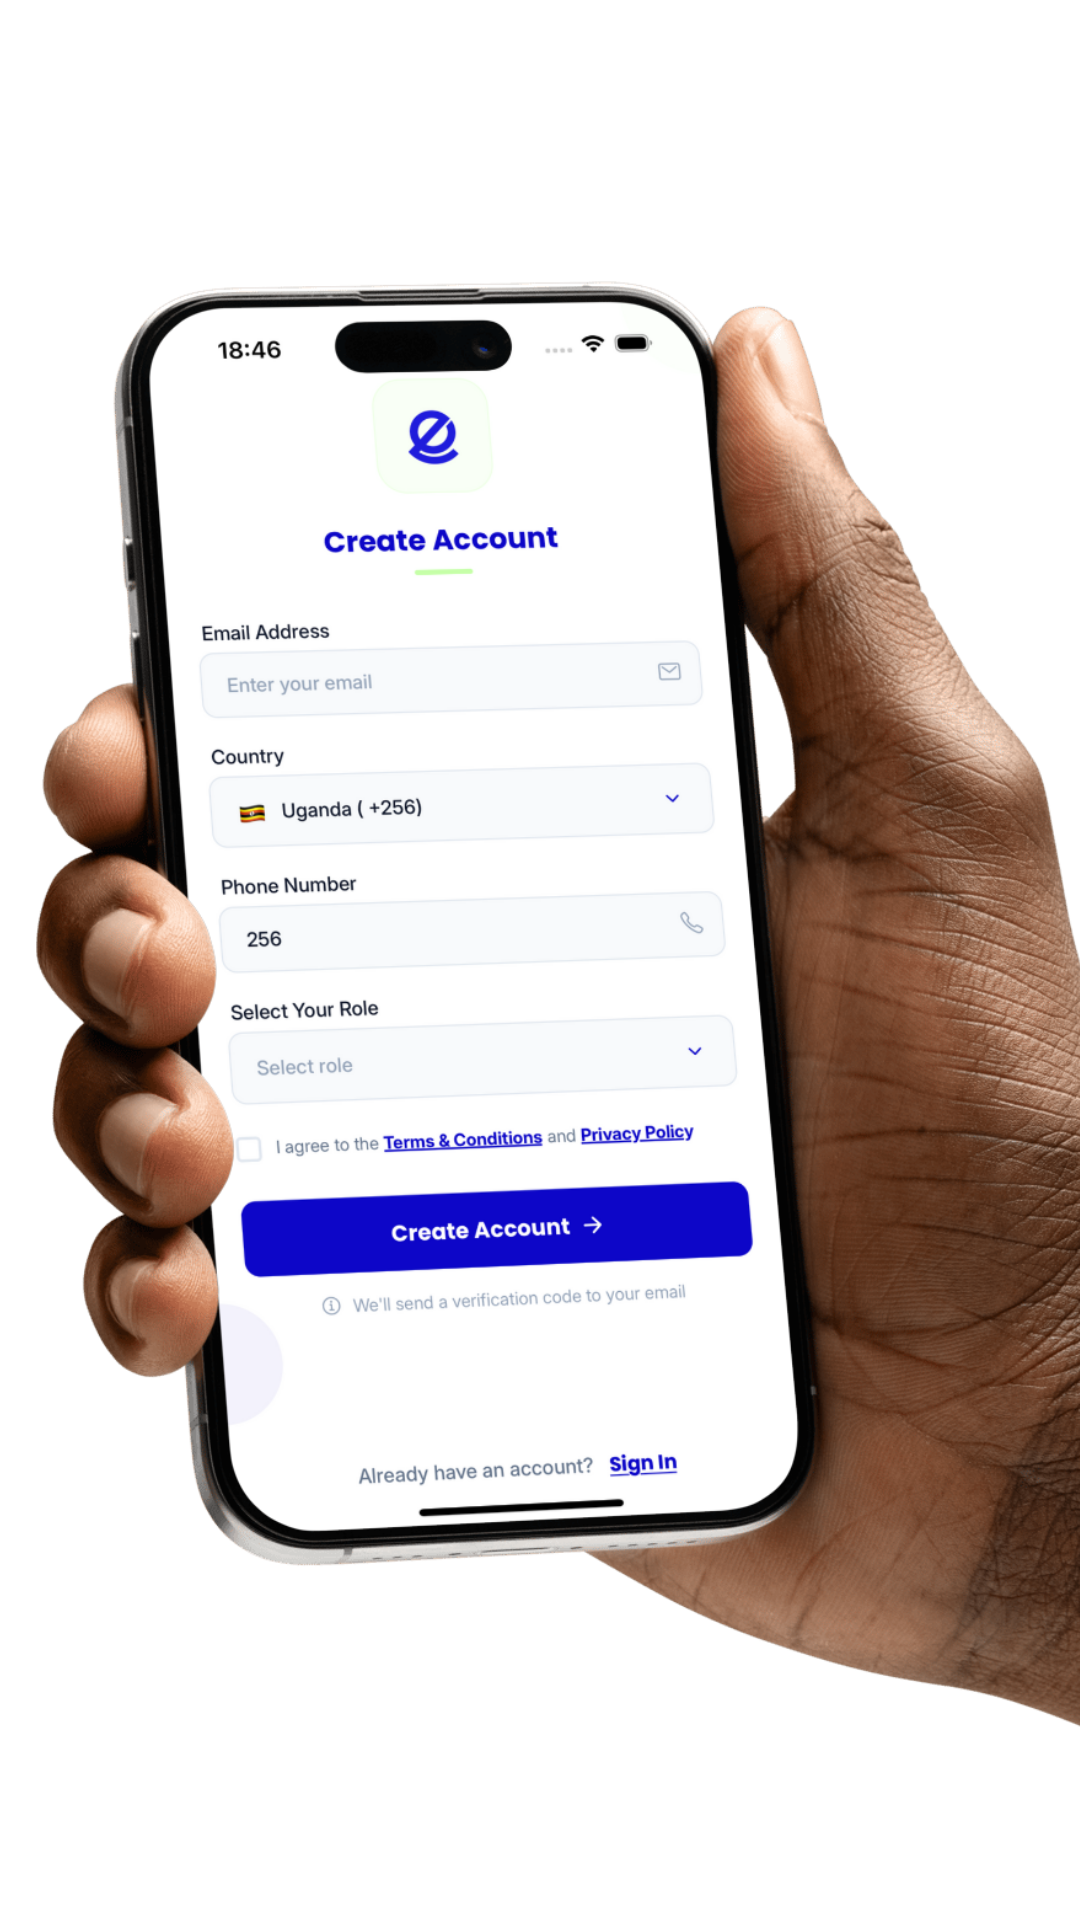 18:46
Create Account
Email Address
Enter your email
Country
Uganda ( +256)
Phone Number
256
Select Your Role
Select role
I agree to the Terms & Conditions and Privacy Policy
Create Account →
We'll send a verification code to your email
Already have an account? Sign In